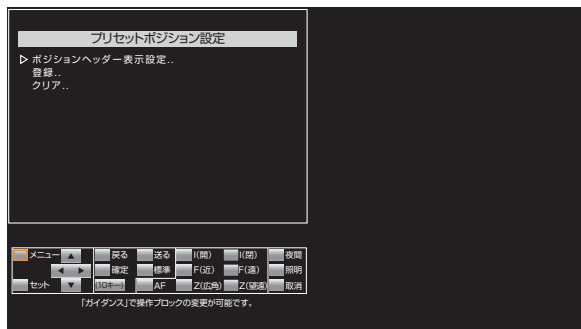 プリセットポジション設定
ポジションヘッダー表示設定..
登録..
クリア..
メニュー ▲ 戻る 送る I(開) I(閉) 夜間
◀ ▶ 確定 標準 F(近) F(遠) 照明
セット ▼ (10キー) AF Z(広角) Z(望遠) 取消
「ガイダンス」で操作ブロックの変更が可能です。